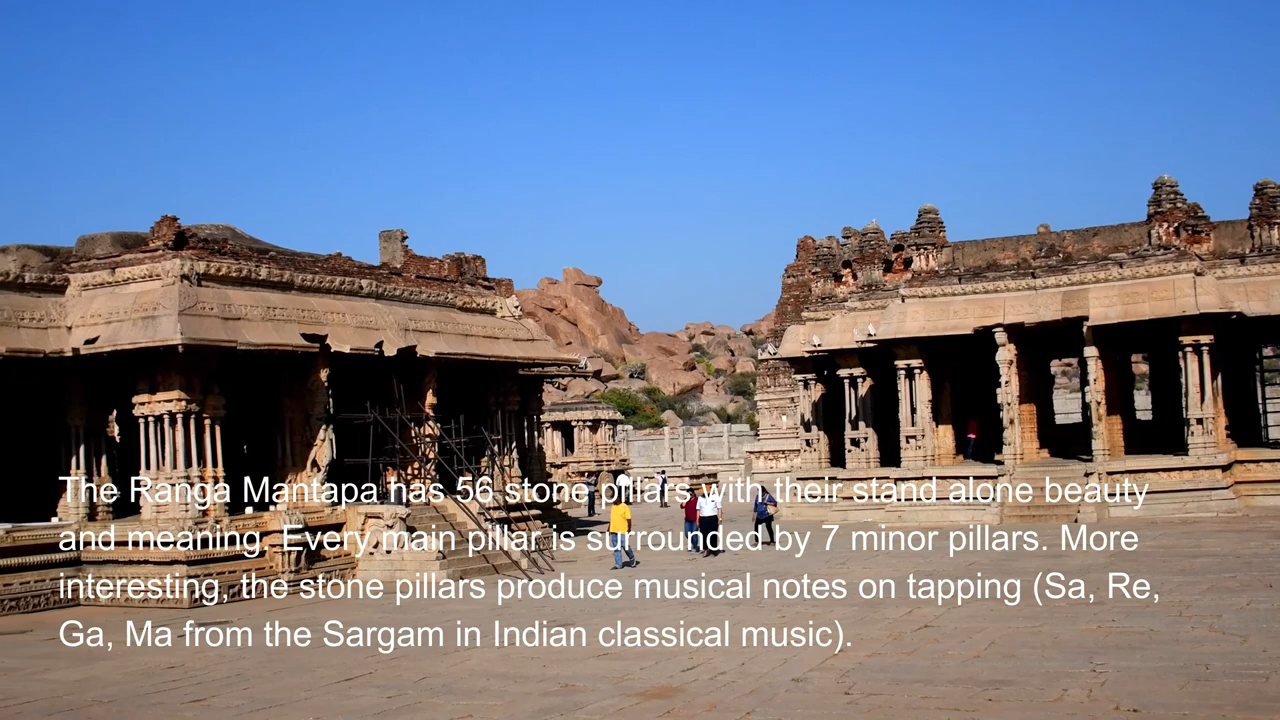 The Ranga Mantapa has 56 stone pillars with their stand alone beauty
and meaning. Every main pillar is surrounded by 7 minor pillars. More
interesting, the stone pillars produce musical notes on tapping (Sa, Re,
Ga, Ma from the Sargam in Indian classical music).